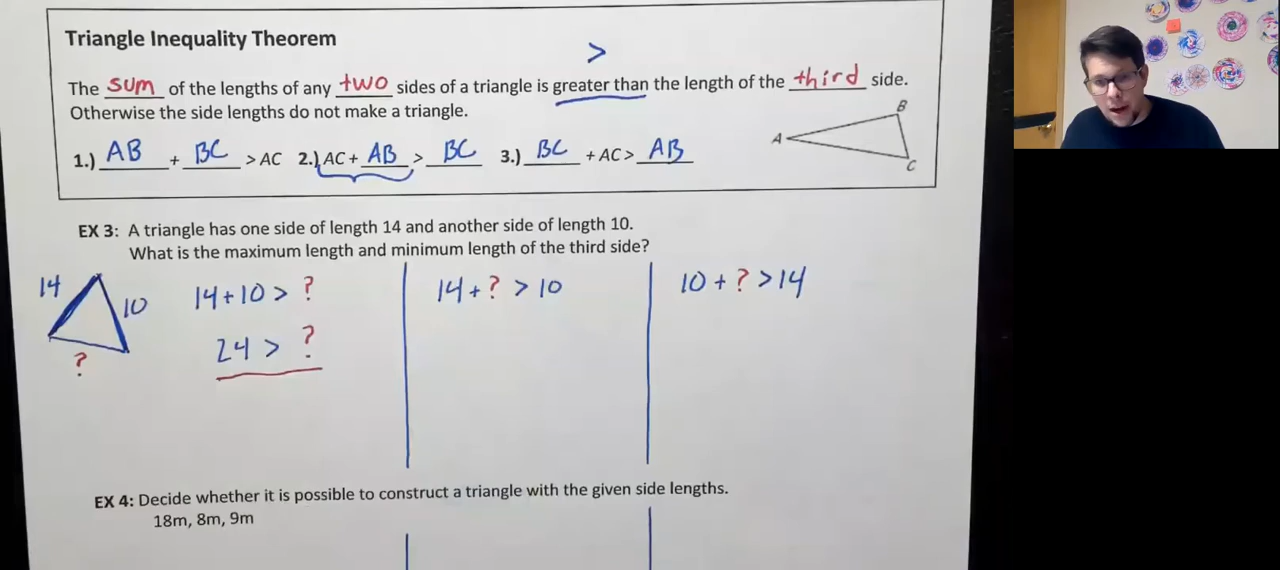 Triangle Inequality Theorem
>
The sum of the lengths of any two sides of a triangle is greater than the length of the third side.
Otherwise the side lengths do not make a triangle.
1.) AB + BC > AC 2.) AC + AB > BC 3.) BC + AC > AB
A
B
C
EX 3: A triangle has one side of length 14 and another side of length 10.
What is the maximum length and minimum length of the third side?
14
10
?
14 + 10 > ?
24 > ?
14 + ? > 10
10 + ? > 14
EX 4: Decide whether it is possible to construct a triangle with the given side lengths.
18m, 8m, 9m